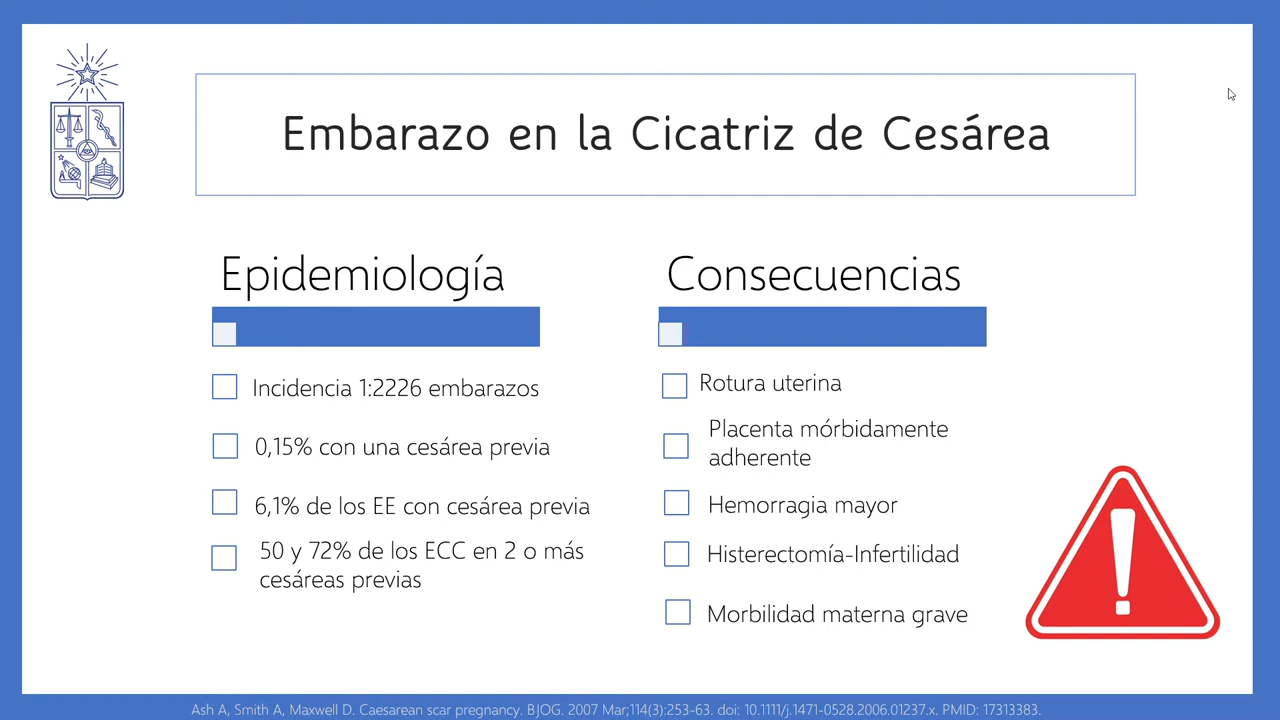 Embarazo en la Cicatriz de Cesárea
Epidemiología
Incidencia 1:2226 embarazos
0,15% con una cesárea previa
6,1% de los EE con cesárea previa
50 y 72% de los ECC en 2 o más
cesáreas previas
Consecuencias
Rotura uterina
Placenta mórbidamente
adherente
Hemorragia mayor
Histerectomía-Infertilidad
Morbilidad materna grave
Ash A, Smith A, Maxwell D. Caesarean scar pregnancy. BJOG. 2007 Mar;114(3):253-63. doi: 10.1111/j.1471-0528.2006.01237.x. PMID: 17313383.